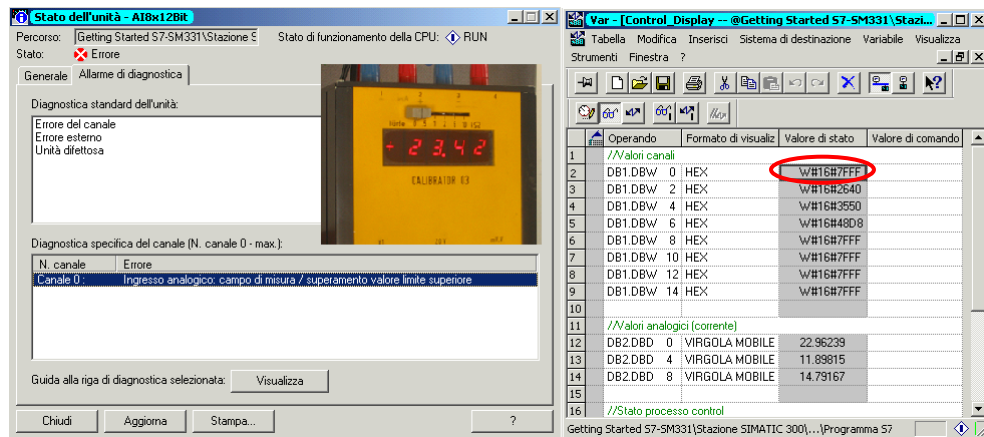 Stato dell'unità - AI8x12Bit
Percorso: Getting Started S7-SM331\Stazione S Stato di funzionamento della CPU: RUN
Stato: Errore
Generale Allarme di diagnostica
Diagnostica standard dell'unità:
Errore del canale
Errore esterno
Unità difettosa
- 23.42
CALIBRATOR 03
Diagnostica specifica del canale (N. canale 0 - max.):
N. canale Errore
Canale 0 : Ingresso analogico: campo di misura / superamento valore limite superiore
Guida alla riga di diagnostica selezionata: Visualizza
Chiudi Aggiorna Stampa... ?
Var - [Control_Display -- @Getting Started S7-SM331\Stazi...
Tabella Modifica Inserisci Sistema di destinazione Variabile Visualizza
Strumenti Finestra ?
Operando Formato di visualiz Valore di stato Valore di comando
1 //Valori canali
2 DB1.DBW 0 HEX W#16#7FFF
3 DB1.DBW 2 HEX W#16#2640
4 DB1.DBW 4 HEX W#16#3550
5 DB1.DBW 6 HEX W#16#48D8
6 DB1.DBW 8 HEX W#16#7FFF
7 DB1.DBW 10 HEX W#16#7FFF
8 DB1.DBW 12 HEX W#16#7FFF
9 DB1.DBW 14 HEX W#16#7FFF
10
11 //Valori analogici (corrente)
12 DB2.DBD 0 VIRGOLA MOBILE 22.96239
13 DB2.DBD 4 VIRGOLA MOBILE 11.89815
14 DB2.DBD 8 VIRGOLA MOBILE 14.79167
15
16 //Stato processo control
Getting Started S7-SM331\Stazione SIMATIC 300\...\Programma S7